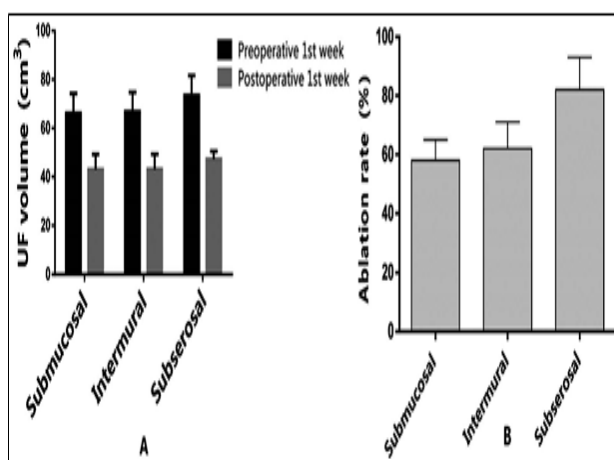 100
80
60
40
20
0
UF volume (cm³)
Preoperative 1st week
Postoperative 1st week
Submucosal
Intermural
Subserosal
A
100
80
60
40
20
0
Ablation rate (%)
Submucosal
Intermural
Subserosal
B